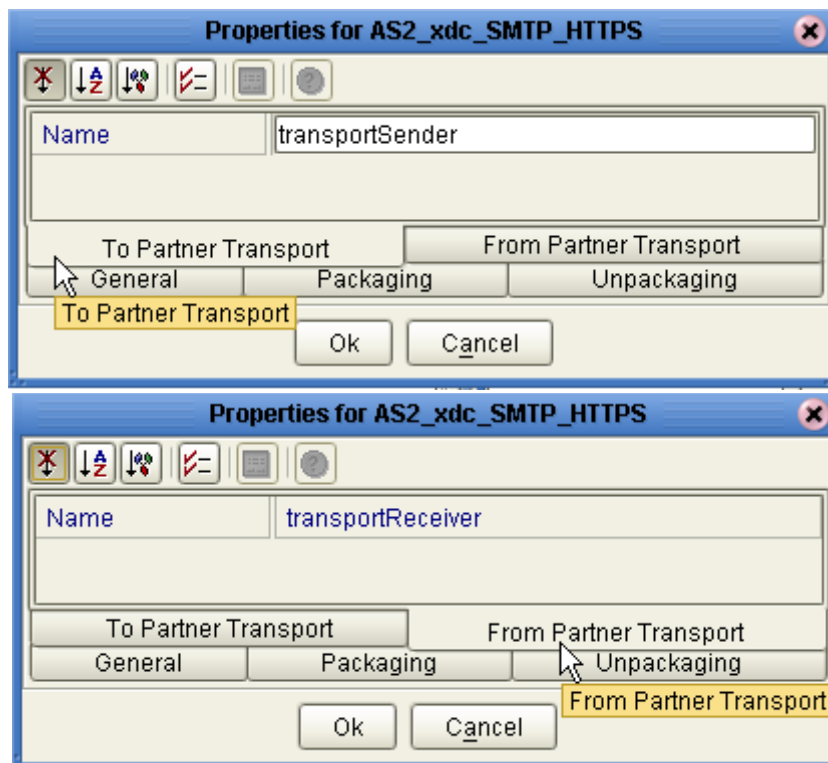 Properties for AS2_xdc_SMTP_HTTPS
Name transportSender
To Partner Transport From Partner Transport
General Packaging Unpackaging
To Partner Transport
Ok Cancel
Properties for AS2_xdc_SMTP_HTTPS
Name transportReceiver
To Partner Transport From Partner Transport
General Packaging Unpackaging
From Partner Transport
Ok Cancel